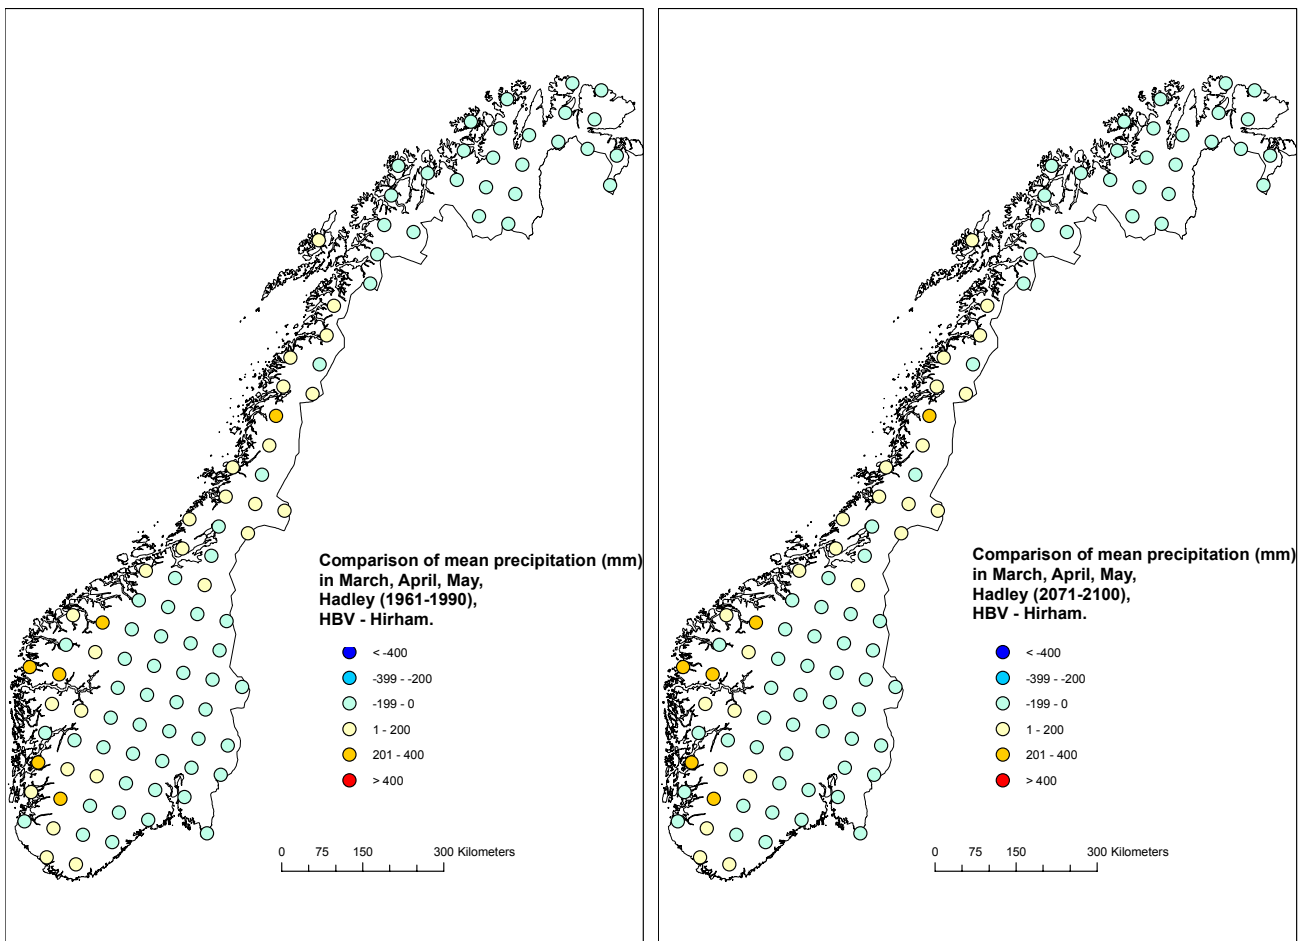 Comparison of mean precipitation (mm)
in March, April, May,
Hadley (1961-1990),
HBV - Hirham.
< -400
-399 - -200
-199 - 0
1 - 200
201 - 400
> 400
0 75 150 300 Kilometers
Comparison of mean precipitation (mm)
in March, April, May,
Hadley (2071-2100),
HBV - Hirham.
< -400
-399 - -200
-199 - 0
1 - 200
201 - 400
> 400
0 75 150 300 Kilometers